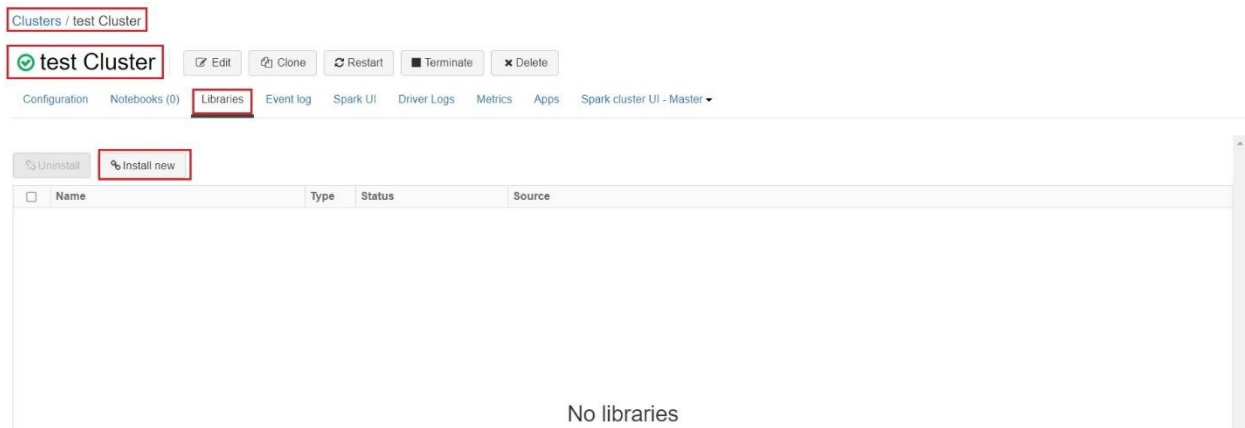 Clusters / test Cluster
test Cluster Edit Clone Restart Terminate Delete
Configuration Notebooks (0) Libraries Event log Spark UI Driver Logs Metrics Apps Spark cluster UI - Master
Uninstall Install new
Name Type Status Source
No libraries